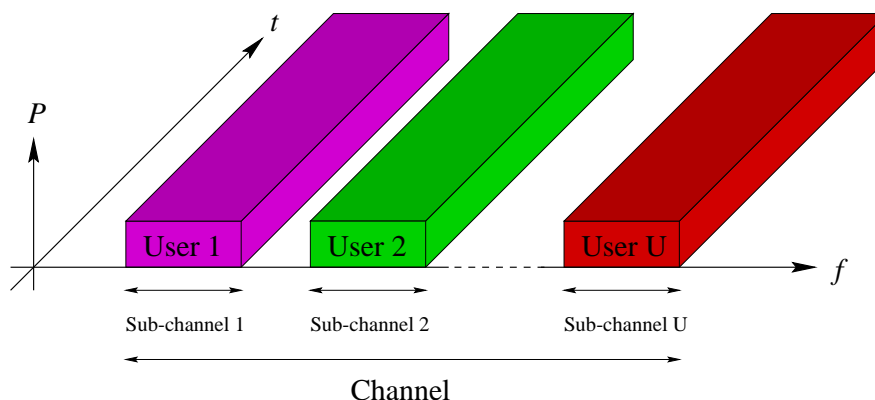 t
P
User 1 User 2 User U
f
Sub-channel 1 Sub-channel 2 Sub-channel U
Channel